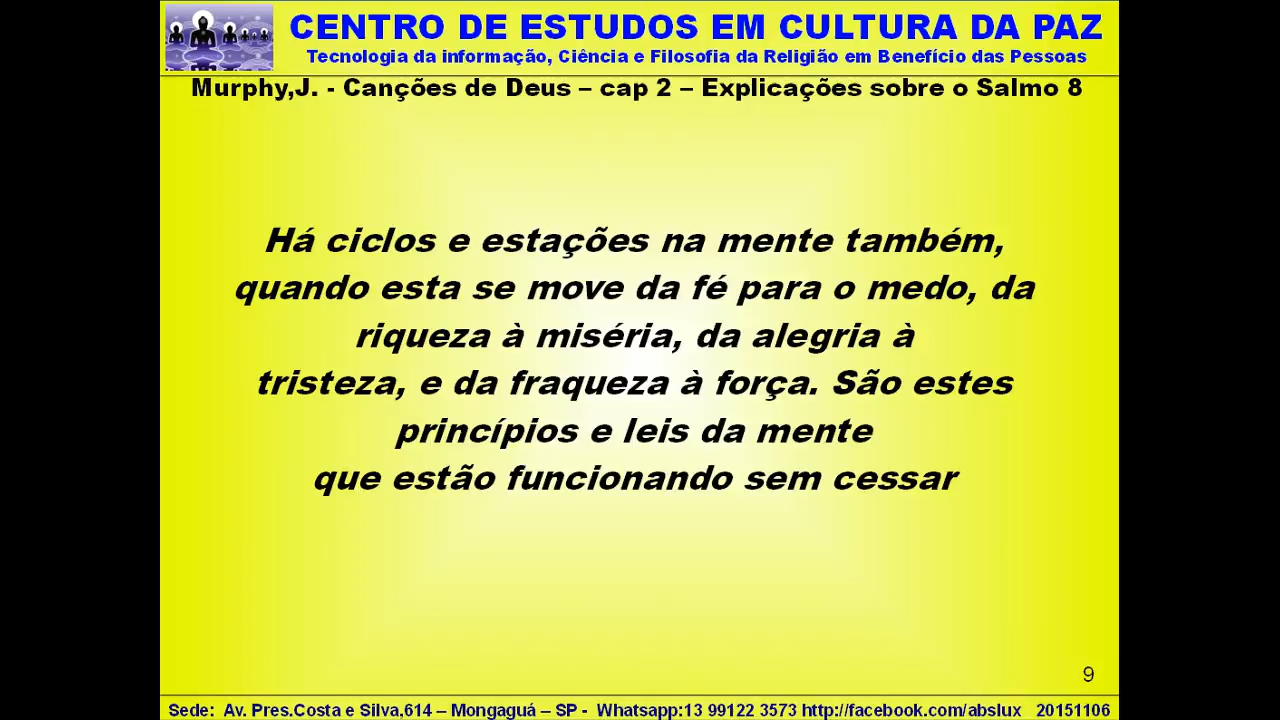 CENTRO DE ESTUDOS EM CULTURA DA PAZ
Tecnologia da informação, Ciência e Filosofia da Religião em Benefício das Pessoas
Murphy,J. - Canções de Deus – cap 2 – Explicações sobre o Salmo 8
Há ciclos e estações na mente também,
quando esta se move da fé para o medo, da
riqueza à miséria, da alegria à
tristeza, e da fraqueza à força. São estes
princípios e leis da mente
que estão funcionando sem cessar
9
Sede: Av. Pres.Costa e Silva,614 – Mongaguá – SP - Whatsapp:13 99122 3573 http://facebook.com/abslux 20151106